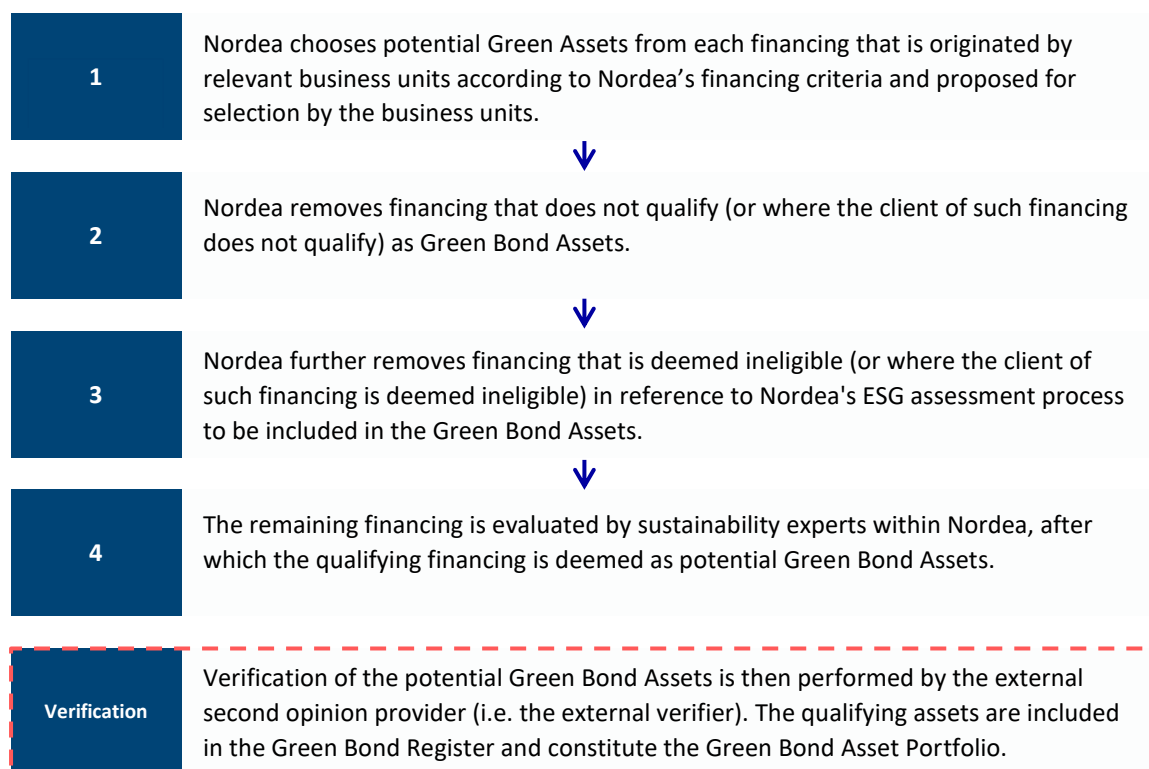 1
Nordea chooses potential Green Assets from each financing that is originated by
relevant business units according to Nordea’s financing criteria and proposed for
selection by the business units.
2
Nordea removes financing that does not qualify (or where the client of such financing
does not qualify) as Green Bond Assets.
3
Nordea further removes financing that is deemed ineligible (or where the client of
such financing is deemed ineligible) in reference to Nordea's ESG assessment process
to be included in the Green Bond Assets.
4
The remaining financing is evaluated by sustainability experts within Nordea, after
which the qualifying financing is deemed as potential Green Bond Assets.
Verification
Verification of the potential Green Bond Assets is then performed by the external
second opinion provider (i.e. the external verifier). The qualifying assets are included
in the Green Bond Register and constitute the Green Bond Asset Portfolio.